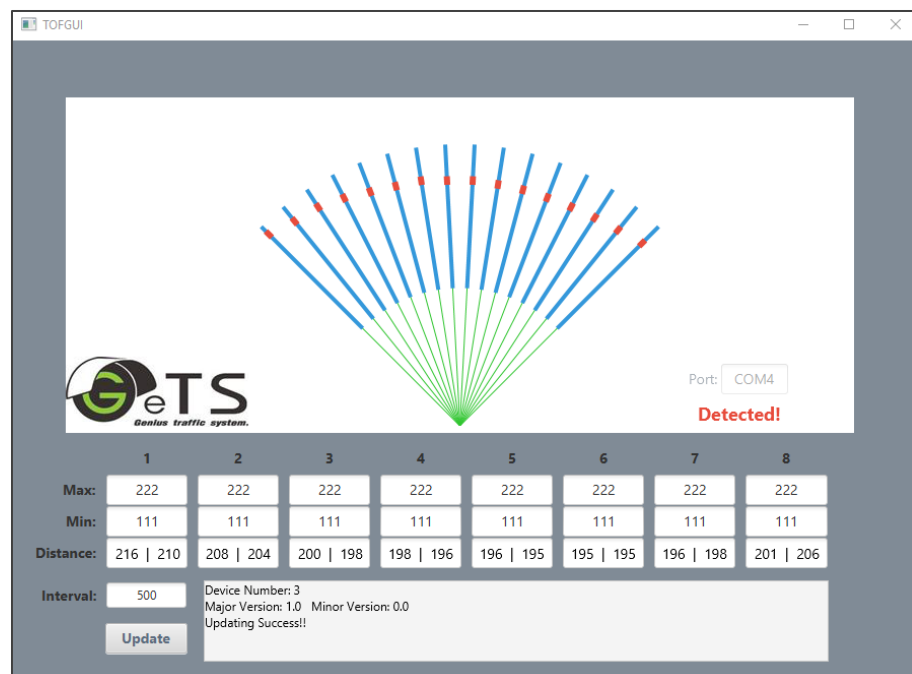 TOFGUI
GeTS
Genius traffic system.
Port: COM4
Detected!
1 2 3 4 5 6 7 8
Max: 222 222 222 222 222 222 222 222
Min: 111 111 111 111 111 111 111 111
Distance: 216 | 210 208 | 204 200 | 198 198 | 196 196 | 195 195 | 195 196 | 198 201 | 206
Interval: 500
Device Number: 3
Major Version: 1.0 Minor Version: 0.0
Updating Success!!
Update